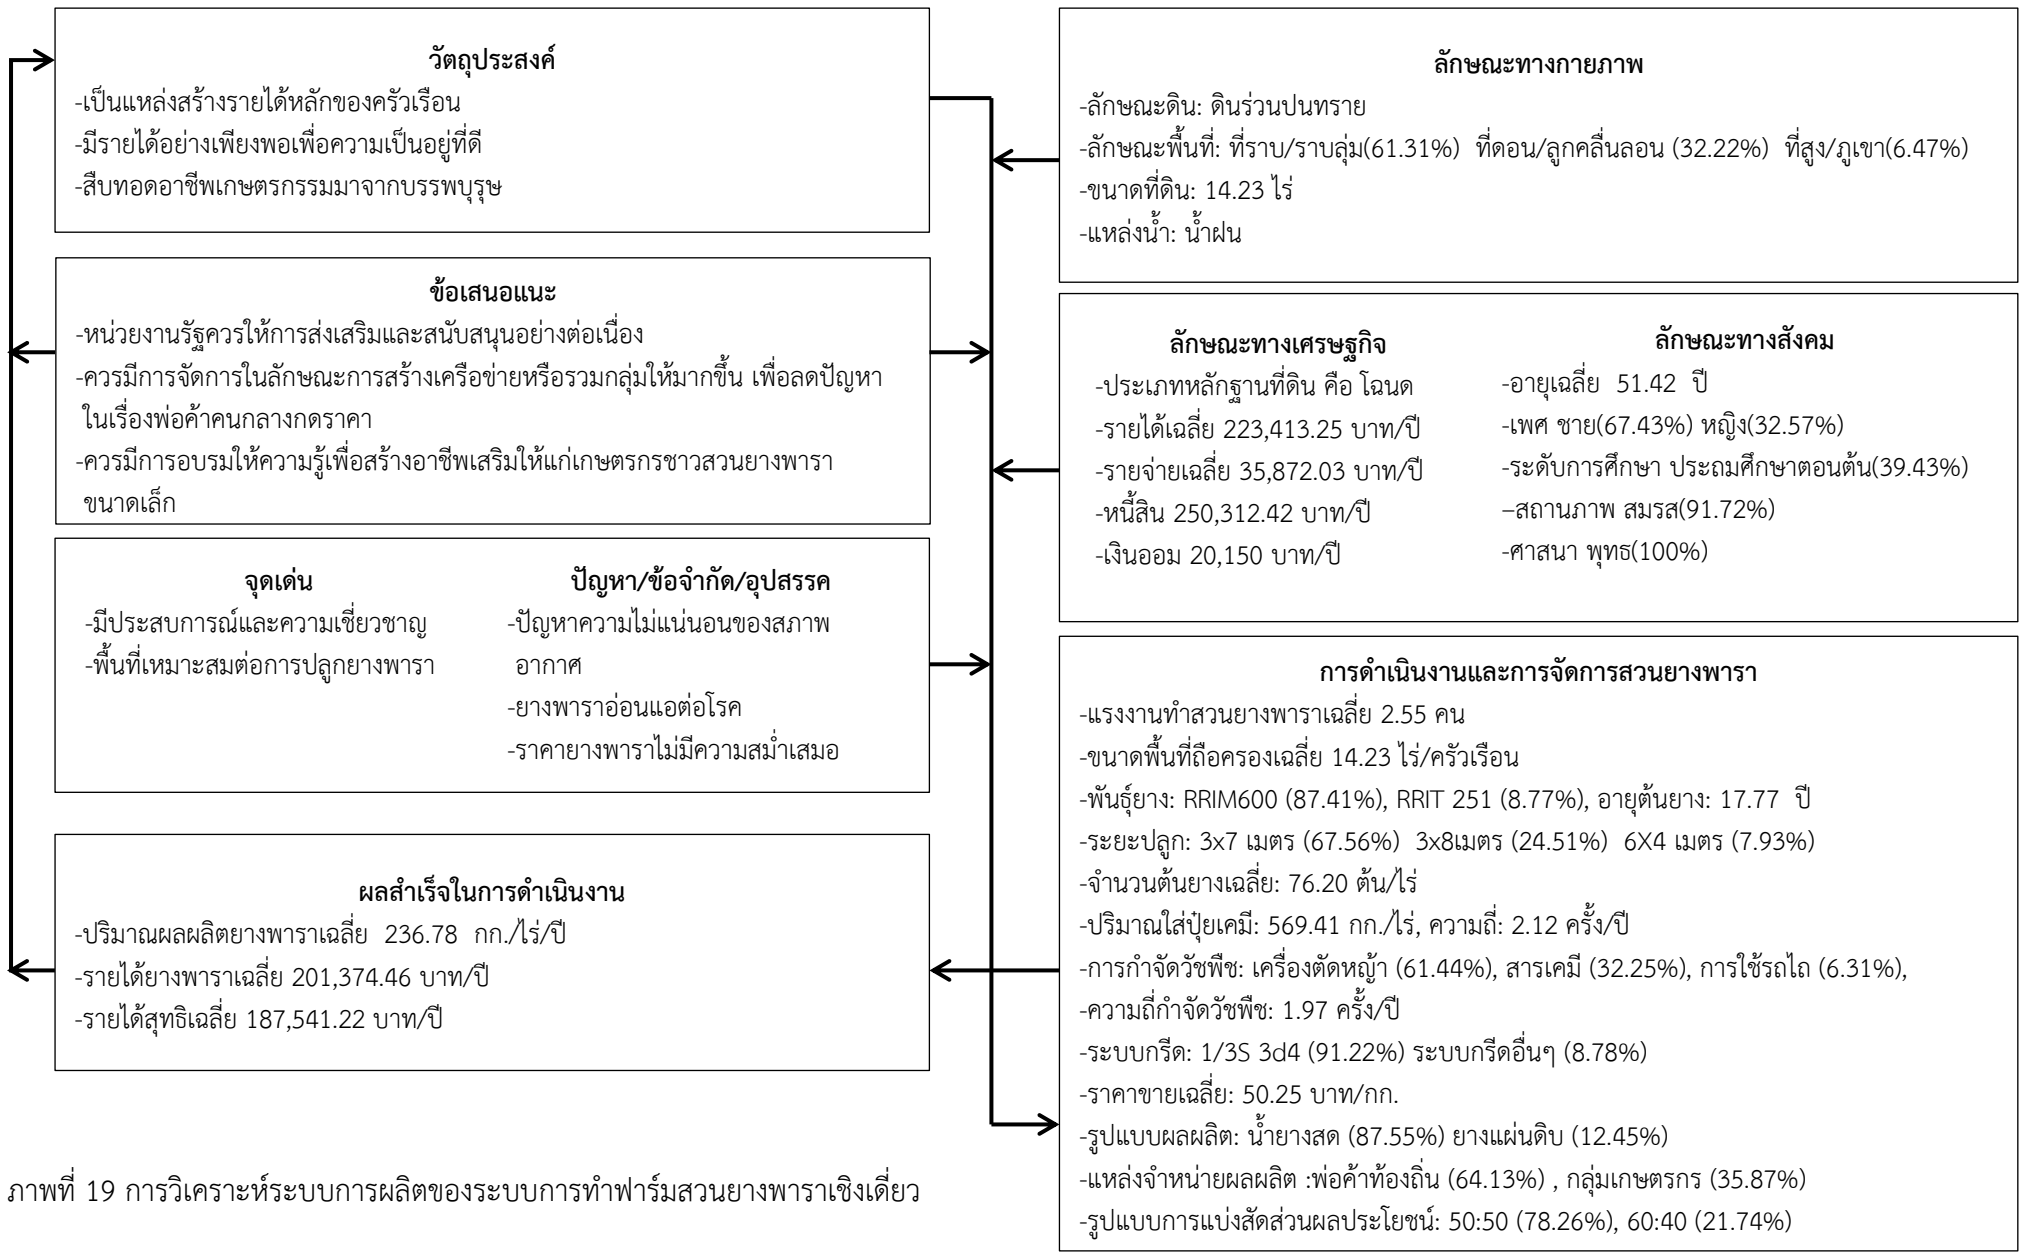 วัตถุประสงค์
-เป็นแหล่งสร้างรายได้หลักของครัวเรือน
-มีรายได้อย่างเพียงพอเพื่อความเป็นอยู่ที่ดี
-สืบทอดอาชีพเกษตรกรรมมาจากบรรพบุรุษ
ข้อเสนอแนะ
-หน่วยงานรัฐควรให้การส่งเสริมและสนับสนุนอย่างต่อเนื่อง
-ควรมีการจัดการในลักษณะการสร้างเครือข่ายหรือรวมกลุ่มให้มากขึ้น เพื่อลดปัญหา
ในเรื่องพ่อค้าคนกลางกดราคา
-ควรมีการอบรมให้ความรู้เพื่อสร้างอาชีพเสริมให้แก่เกษตรกรชาวสวนยางพารา
ขนาดเล็ก
จุดเด่น
-มีประสบการณ์และความเชี่ยวชาญ
-พื้นที่เหมาะสมต่อการปลูกยางพารา
ปัญหา/ข้อจำกัด/อุปสรรค
-ปัญหาความไม่แน่นอนของสภาพ
อากาศ
-ยางพาราอ่อนแอต่อโรค
-ราคายางพาราไม่มีความสม่ำเสมอ
ผลสำเร็จในการดำเนินงาน
-ปริมาณผลผลิตยางพาราเฉลี่ย 236.78 กก./ไร่/ปี
-รายได้ยางพาราเฉลี่ย 201,374.46 บาท/ปี
-รายได้สุทธิเฉลี่ย 187,541.22 บาท/ปี
ลักษณะทางกายภาพ
-ลักษณะดิน: ดินร่วนปนทราย
-ลักษณะพื้นที่: ที่ราบ/ราบลุ่ม(61.31%) ที่ดอน/ลูกคลื่นลอน (32.22%) ที่สูง/ภูเขา(6.47%)
-ขนาดที่ดิน: 14.23 ไร่
-แหล่งน้ำ: น้ำฝน
ลักษณะทางเศรษฐกิจ
-ประเภทหลักฐานที่ดิน คือ โฉนด
-รายได้เฉลี่ย 223,413.25 บาท/ปี
-รายจ่ายเฉลี่ย 35,872.03 บาท/ปี
-หนี้สิน 250,312.42 บาท/ปี
-เงินออม 20,150 บาท/ปี
ลักษณะทางสังคม
-อายุเฉลี่ย 51.42 ปี
-เพศ ชาย(67.43%) หญิง(32.57%)
-ระดับการศึกษา ประถมศึกษาตอนต้น(39.43%)
–สถานภาพ สมรส(91.72%)
-ศาสนา พุทธ(100%)
การดำเนินงานและการจัดการสวนยางพารา
-แรงงานทำสวนยางพาราเฉลี่ย 2.55 คน
-ขนาดพื้นที่ถือครองเฉลี่ย 14.23 ไร่/ครัวเรือน
-พันธุ์ยาง: RRIM600 (87.41%), RRIT 251 (8.77%), อายุต้นยาง: 17.77 ปี
-ระยะปลูก: 3x7 เมตร (67.56%) 3x8เมตร (24.51%) 6X4 เมตร (7.93%)
-จำนวนต้นยางเฉลี่ย: 76.20 ต้น/ไร่
-ปริมาณใส่ปุ๋ยเคมี: 569.41 กก./ไร่, ความถี่: 2.12 ครั้ง/ปี
-การกำจัดวัชพืช: เครื่องตัดหญ้า (61.44%), สารเคมี (32.25%), การใช้รถไถ (6.31%),
-ความถี่กำจัดวัชพืช: 1.97 ครั้ง/ปี
-ระบบกรีด: 1/3S 3d4 (91.22%) ระบบกรีดอื่นๆ (8.78%)
-ราคาขายเฉลี่ย: 50.25 บาท/กก.
-รูปแบบผลผลิต: น้ำยางสด (87.55%) ยางแผ่นดิบ (12.45%)
-แหล่งจำหน่ายผลผลิต :พ่อค้าท้องถิ่น (64.13%) , กลุ่มเกษตรกร (35.87%)
-รูปแบบการแบ่งสัดส่วนผลประโยชน์: 50:50 (78.26%), 60:40 (21.74%)
ภาพที่ 19 การวิเคราะห์ระบบการผลิตของระบบการทำฟาร์มสวนยางพาราเชิงเดี่ยว